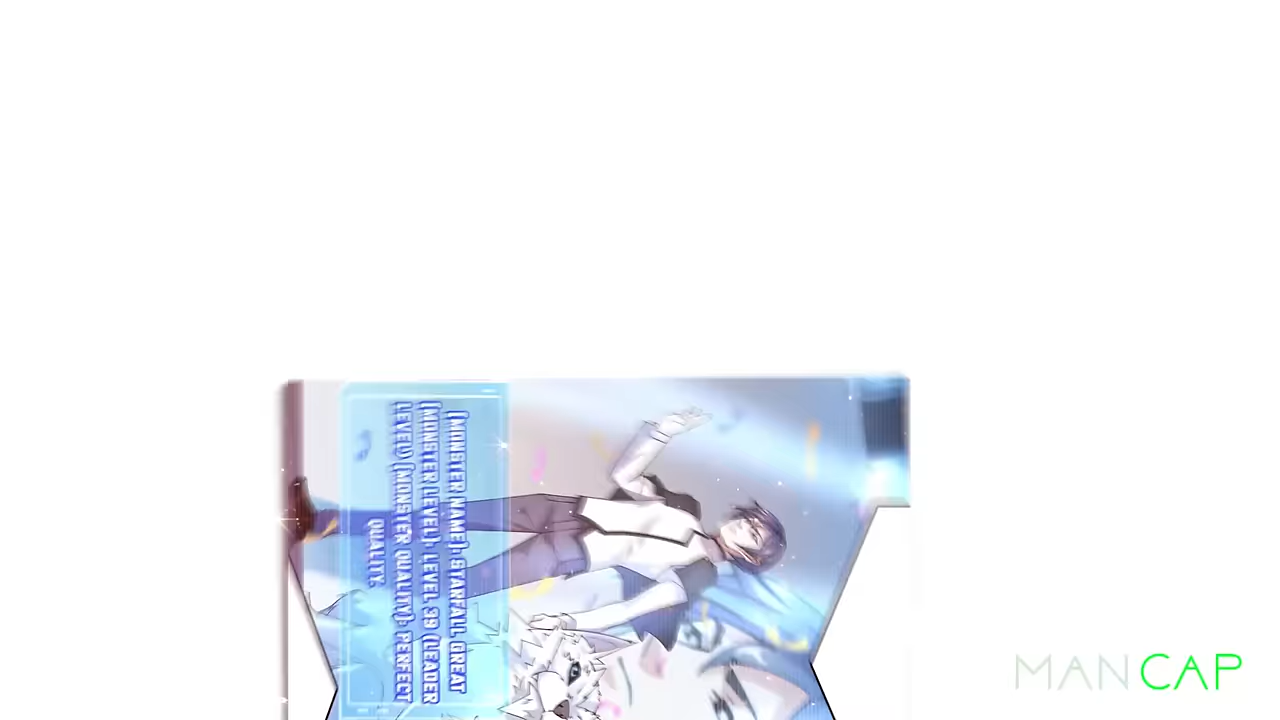 [MONSTER NAME]: STARFALL GREAT
[MONSTER LEVEL]: LEVEL 39 (LEADER
LEVEL) [MONSTER QUALITY]: PERFECT
QUALITY.
MANCAP